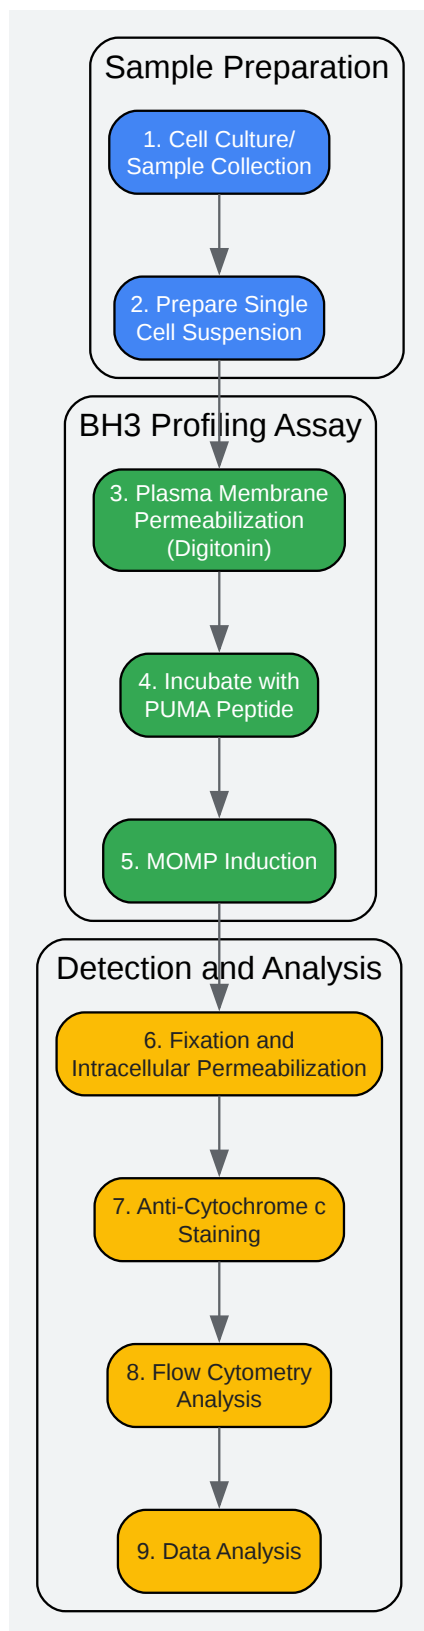 Sample Preparation
1. Cell Culture/
Sample Collection
2. Prepare Single
Cell Suspension
BH3 Profiling Assay
3. Plasma Membrane
Permeabilization
(Digitonin)
4. Incubate with
PUMA Peptide
5. MOMP Induction
Detection and Analysis
6. Fixation and
Intracellular Permeabilization
7. Anti-Cytochrome c
Staining
8. Flow Cytometry
Analysis
9. Data Analysis